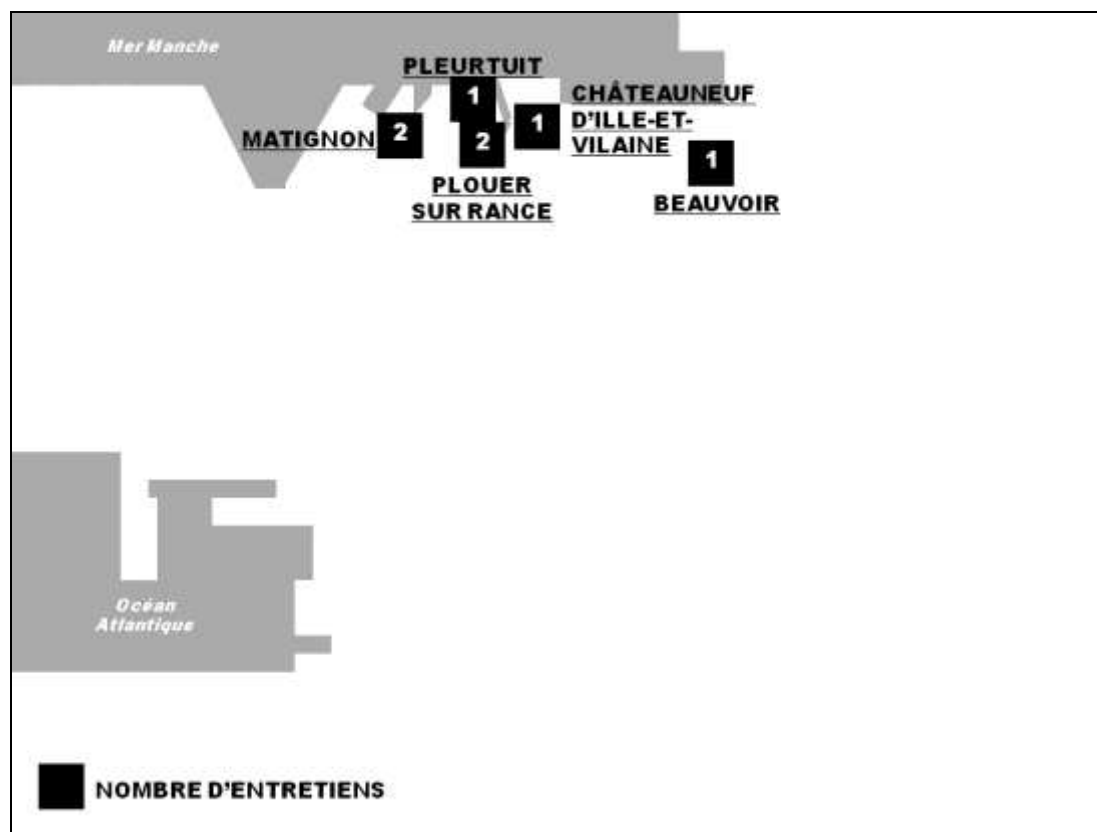 Mer Manche
PLEURTUIT
1
CHÂTEAUNEUF
D'ILLE-ET-
VILAINE
MATIGNON
2
2
1
1
PLOUER
SUR RANCE
BEAUVOIR
Océan
Atlantique
NOMBRE D'ENTRETIENS